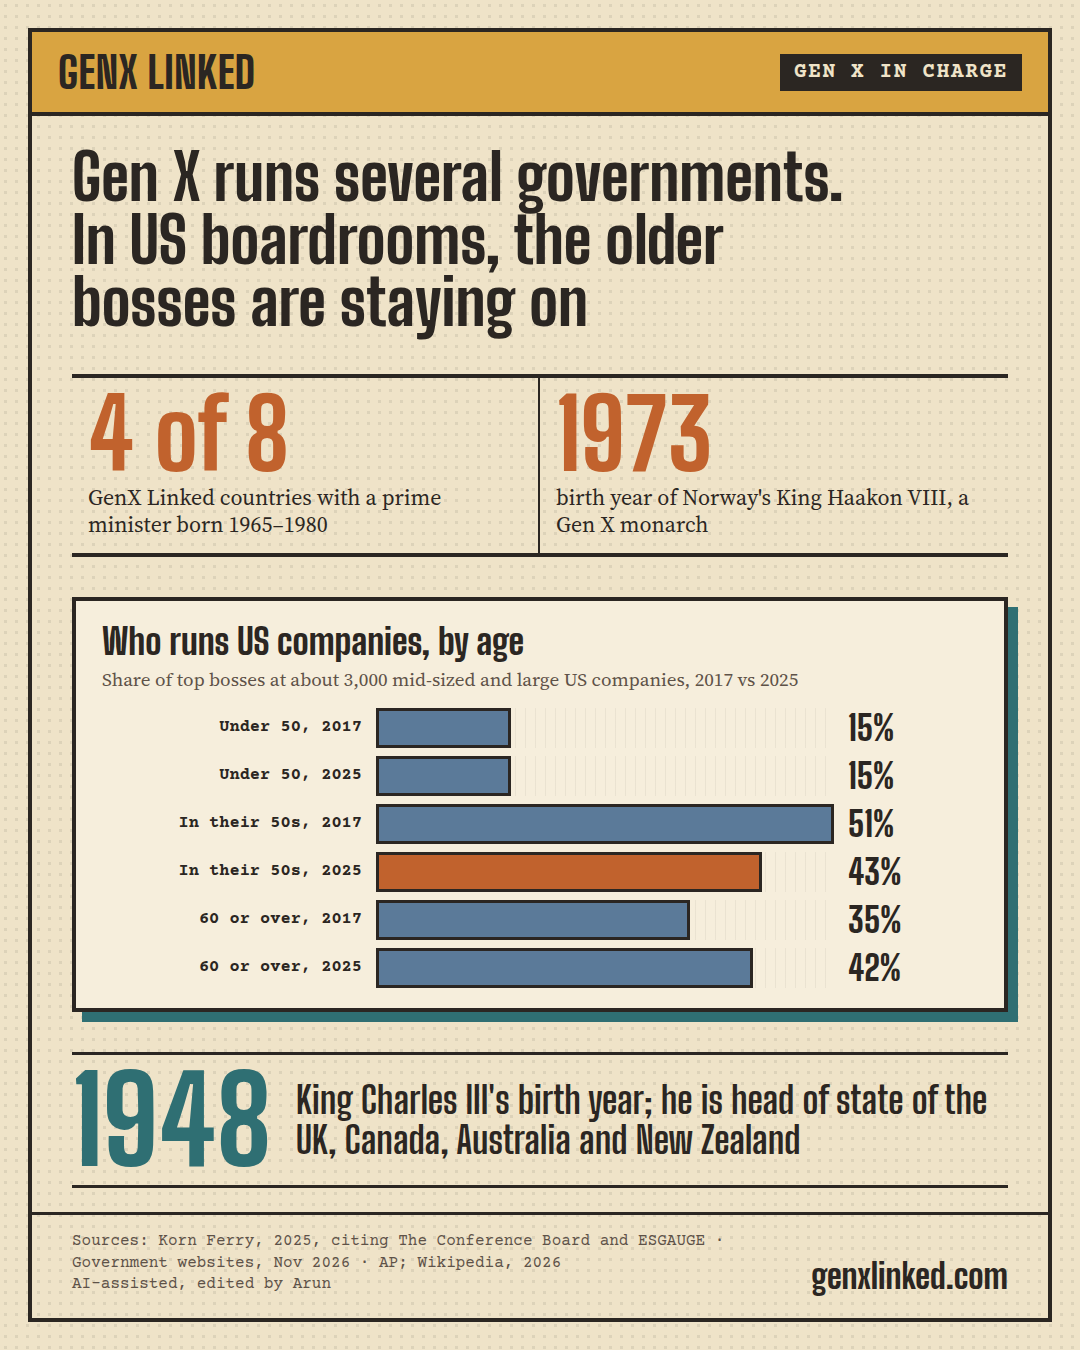 GENX LINKED
GEN X IN CHARGE
Gen X runs several governments.
In US boardrooms, the older
bosses are staying on
4 of 8
GenX Linked countries with a prime
minister born 1965–1980
1973
birth year of Norway's King Haakon VIII, a
Gen X monarch
Who runs US companies, by age
Share of top bosses at about 3,000 mid-sized and large US companies, 2017 vs 2025
Under 50, 2017 15%
Under 50, 2025 15%
In their 50s, 2017 51%
In their 50s, 2025 43%
60 or over, 2017 35%
60 or over, 2025 42%
1948
King Charles III's birth year; he is head of state of the
UK, Canada, Australia and New Zealand
Sources: Korn Ferry, 2025, citing The Conference Board and ESGAUGE ·
Government websites, Nov 2026 · AP; Wikipedia, 2026
AI-assisted, edited by Arun
genxlinked.com